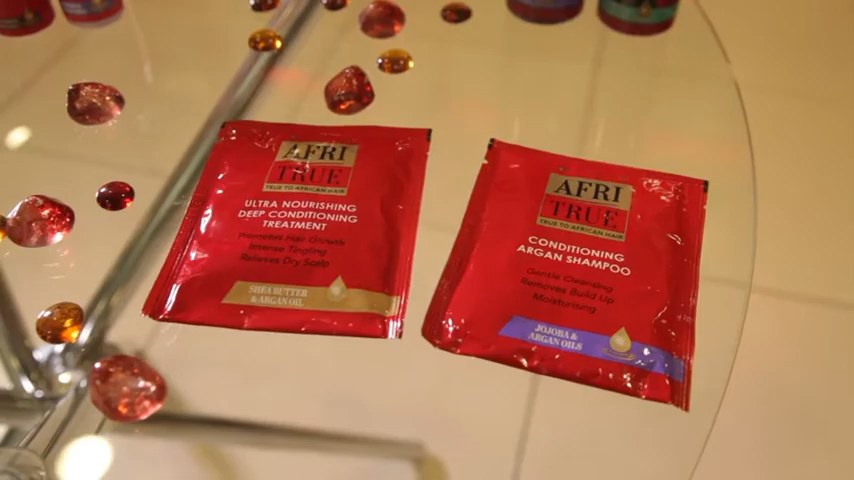 AFRI
TRUE
TRUE TO AFRICAN HAIR
ULTRA NOURISHING
DEEP CONDITIONING
TREATMENT
Promotes Hair Growth
Intense Tingling
Relieves Dry Scalp
SHEA BUTTER
& ARGAN OIL
AFRI
TRUE
TRUE TO AFRICAN HAIR
CONDITIONING
ARGAN SHAMPOO
Gentle Cleansing
Removes Build Up
Moisturising
JOJOBA &
ARGAN OILS